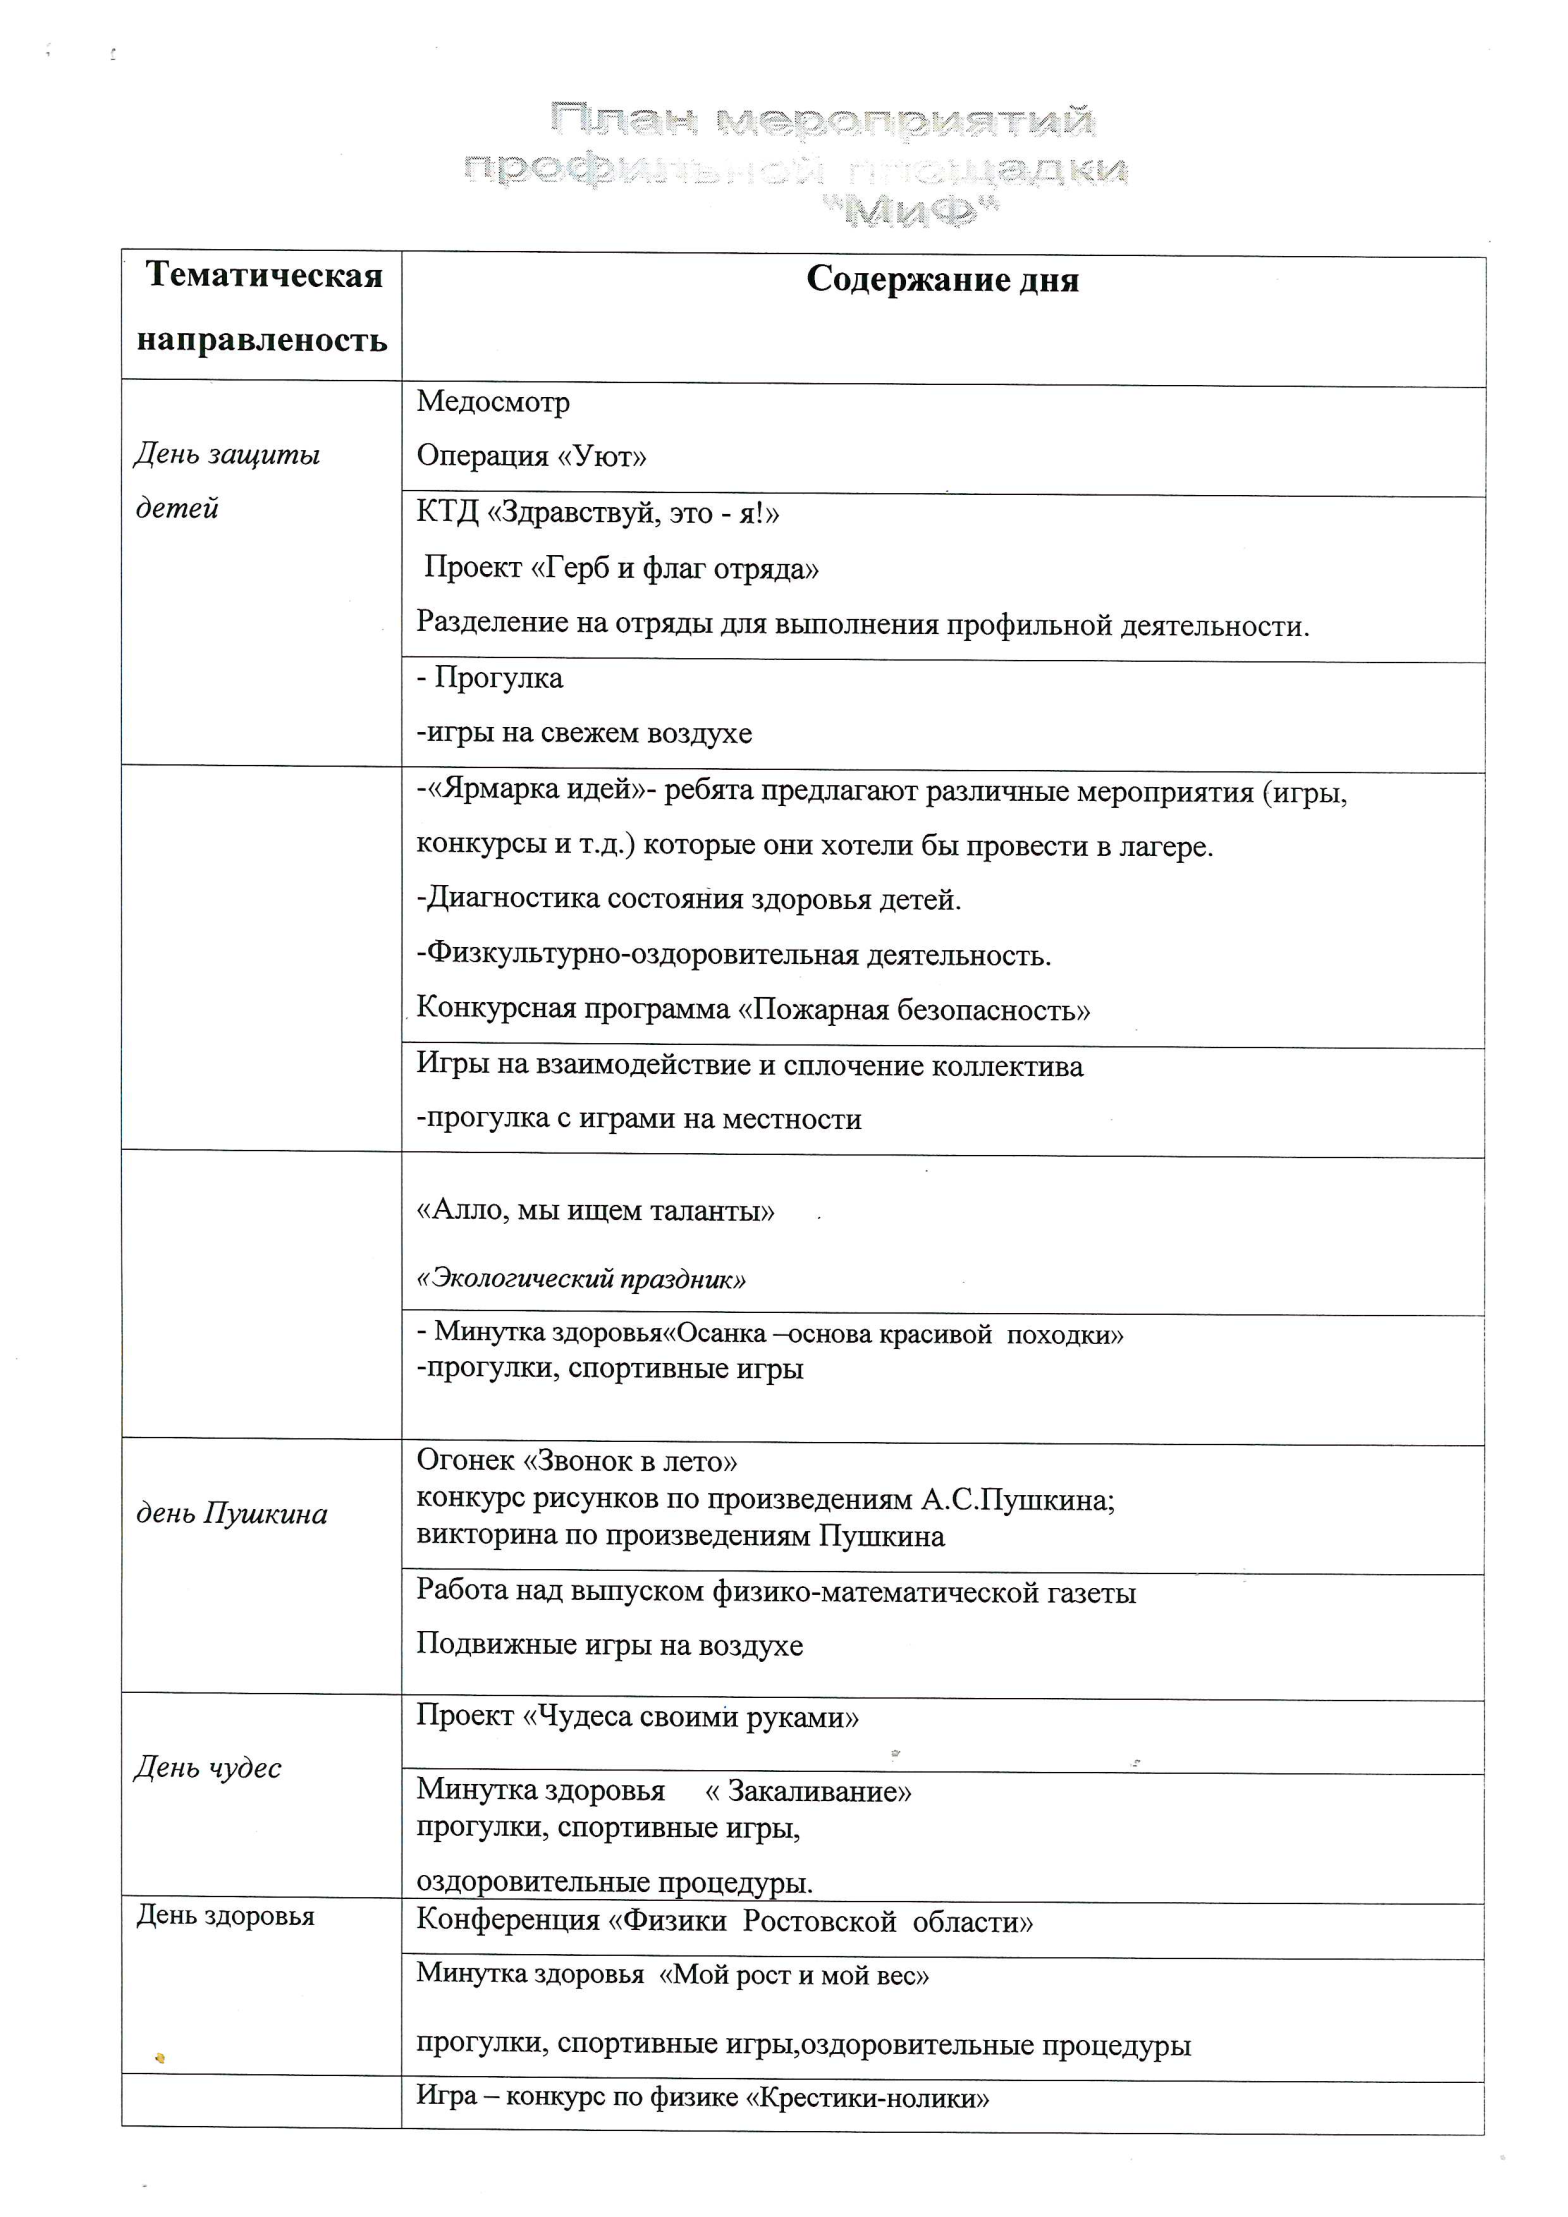 План мероприятий
профильной площадки
"МиФ"
Тематическая
направленость
Содержание дня
День защиты
детей
Медосмотр
Операция «Уют»
КТД «Здравствуй, это - я!»
Проект «Герб и флаг отряда»
Разделение на отряды для выполнения профильной деятельности.
- Прогулка
-игры на свежем воздухе
-«Ярмарка идей»- ребята предлагают различные мероприятия (игры,
конкурсы и т.д.) которые они хотели бы провести в лагере.
-Диагностика состояния здоровья детей.
-Физкультурно-оздоровительная деятельность.
Конкурсная программа «Пожарная безопасность»
Игры на взаимодействие и сплочение коллектива
-прогулка с играми на местности
«Алло, мы ищем таланты»
«Экологический праздник»
- Минутка здоровья«Осанка –основа красивой походки»
-прогулки, спортивные игры
день Пушкина
Огонек «Звонок в лето»
конкурс рисунков по произведениям А.С.Пушкина;
викторина по произведениям Пушкина
Работа над выпуском физико-математической газеты
Подвижные игры на воздухе
День чудес
Проект «Чудеса своими руками»
Минутка здоровья « Закаливание»
прогулки, спортивные игры,
оздоровительные процедуры.
День здоровья
Конференция «Физики Ростовской области»
Минутка здоровья «Мой рост и мой вес»
прогулки, спортивные игры,оздоровительные процедуры
Игра – конкурс по физике «Крестики-нолики»